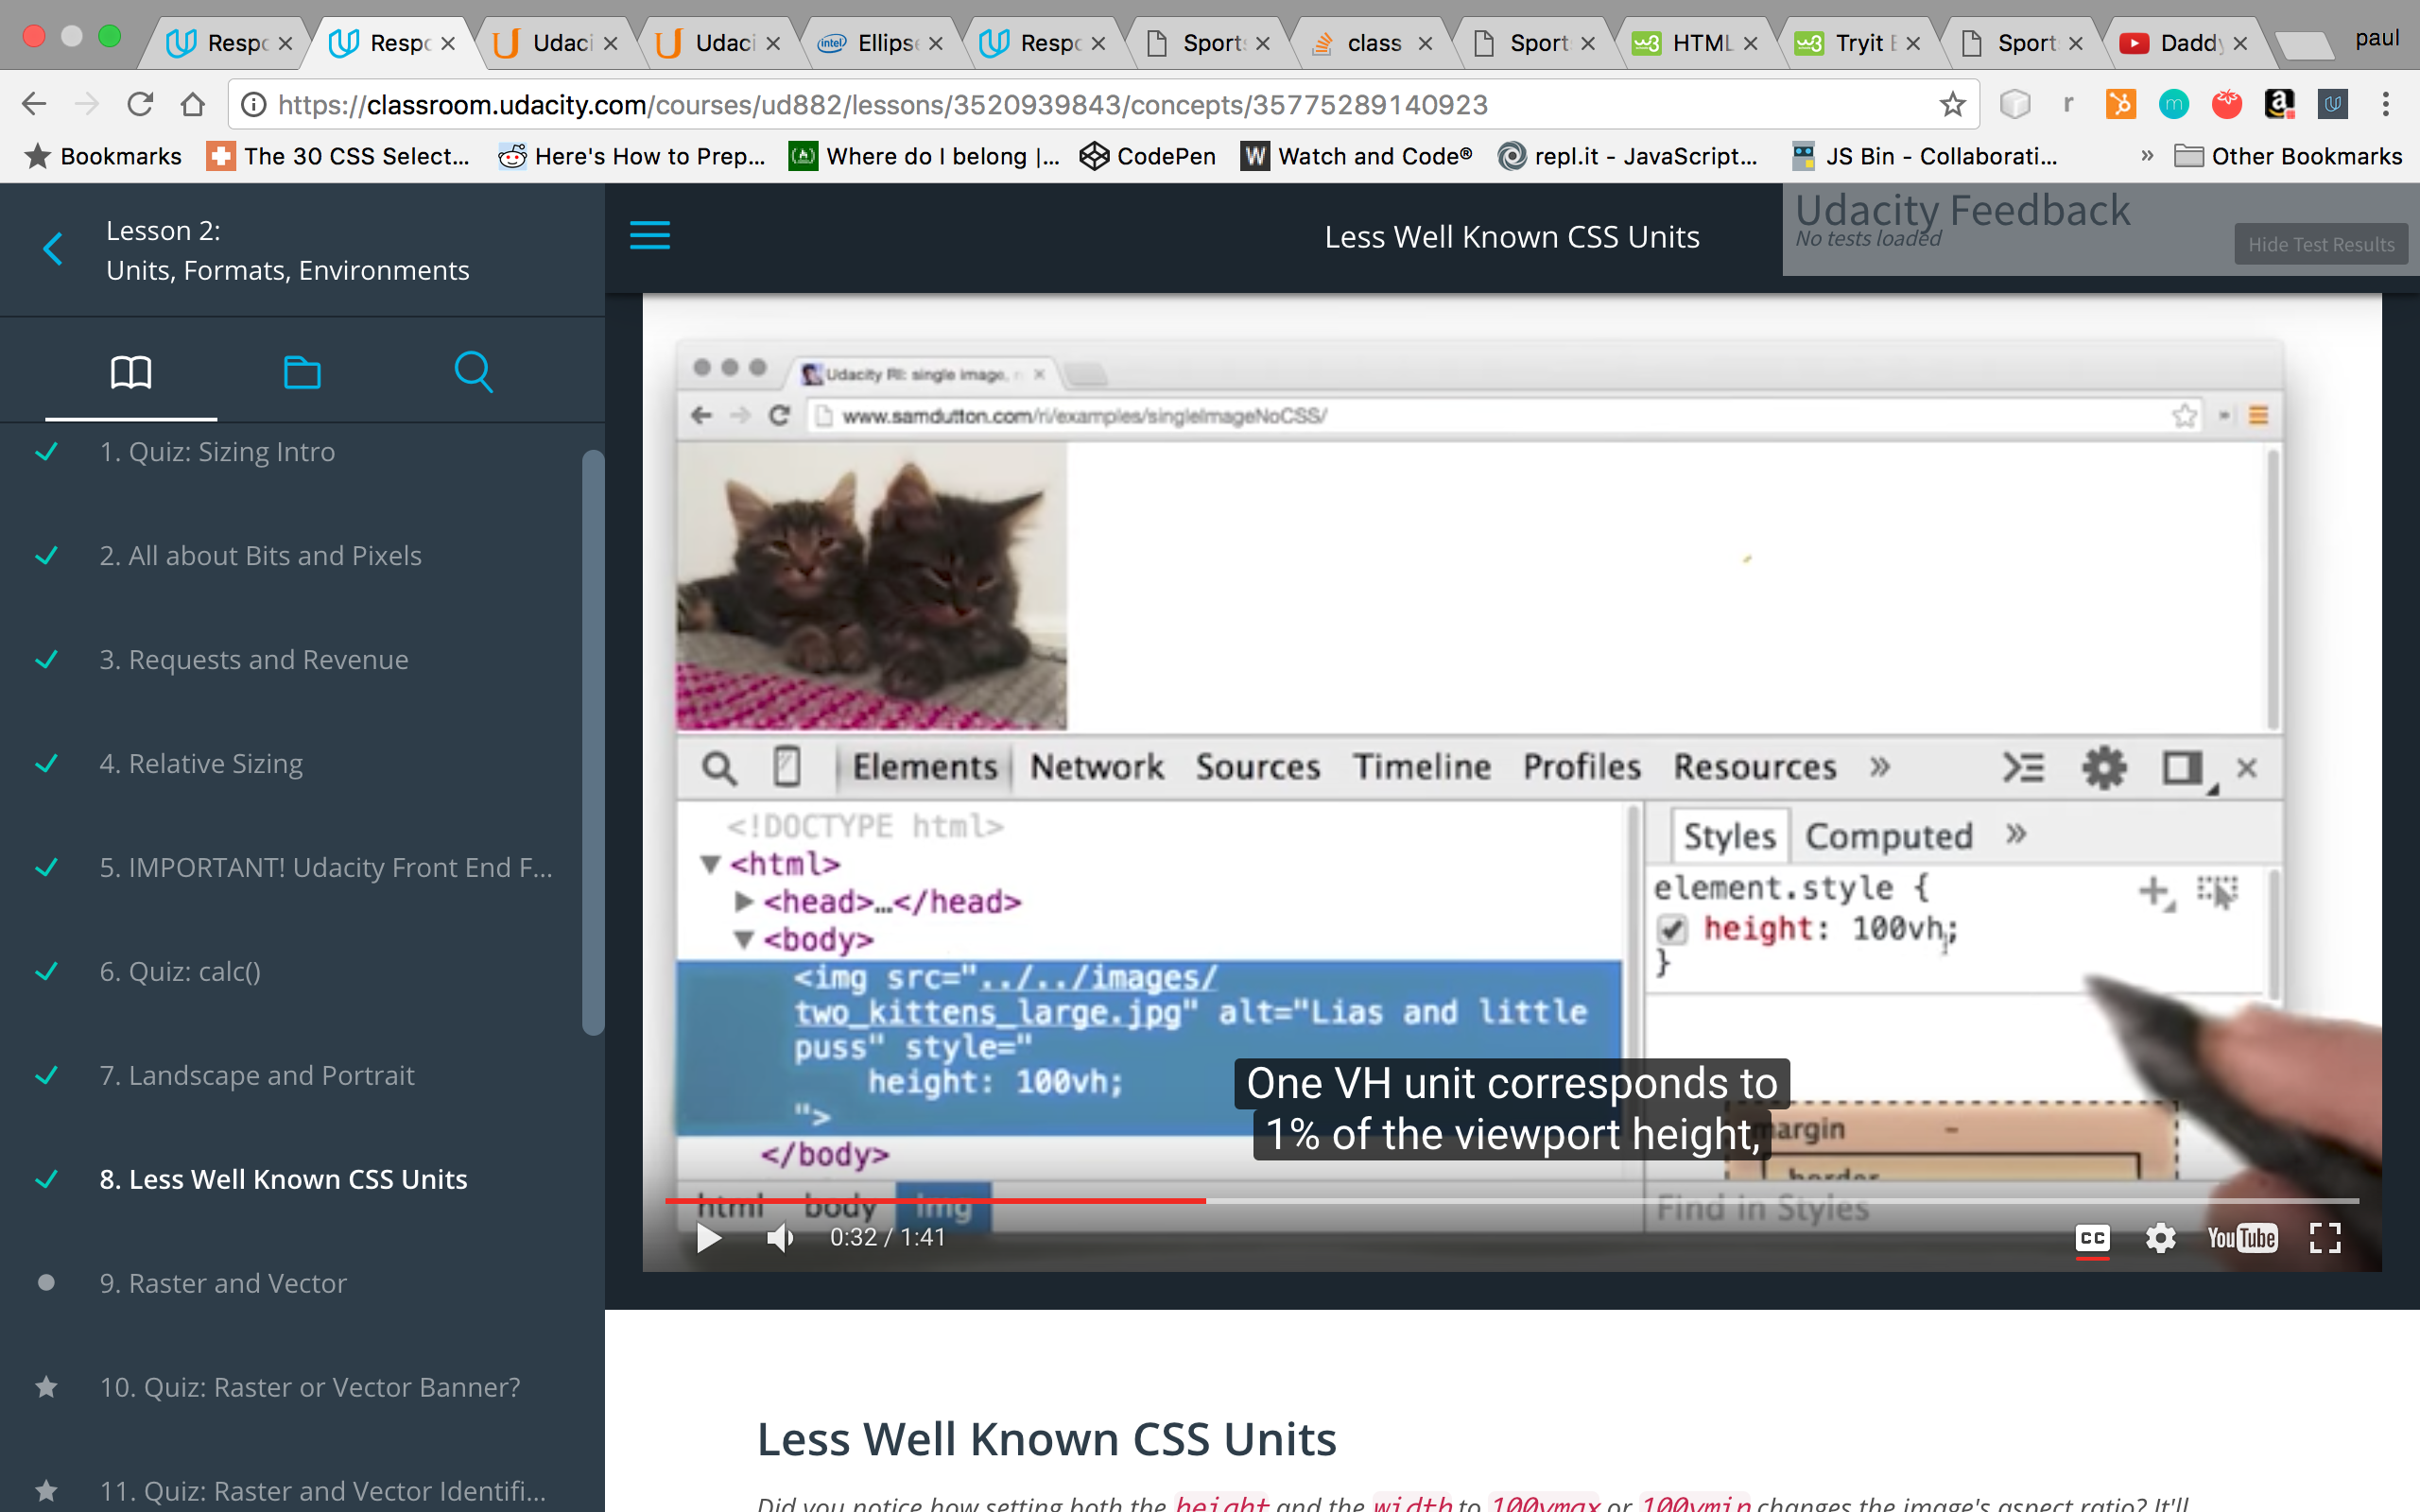 Respo
Respo
Udaci
Udaci
Ellipse
Respo
Sports
class
Sport
HTML
Tryit E
Sport
Daddy
paul
https://classroom.udacity.com/courses/ud882/lessons/3520939843/concepts/35775289140923
Bookmarks The 30 CSS Select... Here's How to Prep... Where do I belong |... CodePen Watch and Code® repl.it - JavaScript... JS Bin - Collaborati... » Other Bookmarks
Lesson 2:
Units, Formats, Environments
1. Quiz: Sizing Intro
2. All about Bits and Pixels
3. Requests and Revenue
4. Relative Sizing
5. IMPORTANT! Udacity Front End F...
6. Quiz: calc()
7. Landscape and Portrait
8. Less Well Known CSS Units
9. Raster and Vector
10. Quiz: Raster or Vector Banner?
11. Quiz: Raster and Vector Identifi...
Less Well Known CSS Units
Udacity Feedback
No tests loaded
Hide Test Results
Udacity RI: single image,
www.samdutton.com/ri/examples/singleImageNoCSS/
Elements Network Sources Timeline Profiles Resources »
<!DOCTYPE html>
<html>
<head>…</head>
<body>
<img src="../../images/
two_kittens_large.jpg" alt="Lias and little
puss" style="
height: 100vh;
">
</body>
html body img
Styles Computed »
element.style {
height: 100vh;
}
margin
-
border
Find in Styles
One VH unit corresponds to
1% of the viewport height,
0:32 / 1:41
CC
YouTube
Less Well Known CSS Units
Did you notice how setting both the height and the width to 100vmax or 100vmin changes the image's aspect ratio? It'll